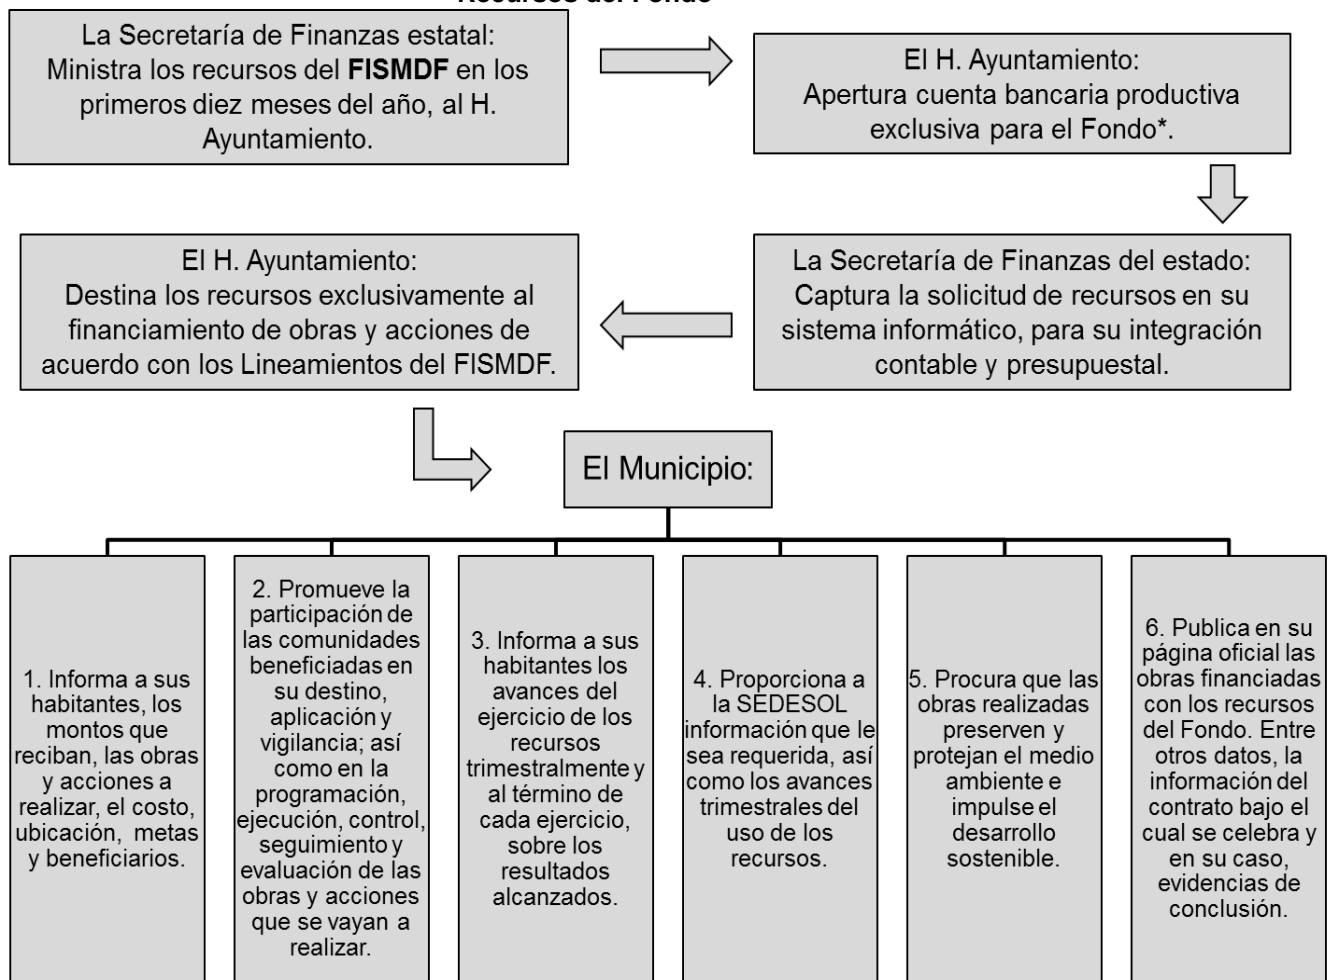 Recursos del Fondo
La Secretaría de Finanzas estatal:
Ministra los recursos del FISMDF en los
primeros diez meses del año, al H.
Ayuntamiento.
El H. Ayuntamiento:
Apertura cuenta bancaria productiva
exclusiva para el Fondo*.
La Secretaría de Finanzas del estado:
Captura la solicitud de recursos en su
sistema informático, para su integración
contable y presupuestal.
El H. Ayuntamiento:
Destina los recursos exclusivamente al
financiamiento de obras y acciones de
acuerdo con los Lineamientos del FISMDF.
El Municipio:
1. Informa a sus
habitantes, los
montos que
reciban, las obras
y acciones a
realizar, el costo,
ubicación, metas
y beneficiarios.
2. Promueve la
participación de
las comunidades
beneficiadas en
su destino,
aplicación y
vigilancia; así
como en la
programación,
ejecución, control,
seguimiento y
evaluación de las
obras y acciones
que se vayan a
realizar.
3. Informa a sus
habitantes los
avances del
ejercicio de los
recursos
trimestralmente y
al término de
cada ejercicio,
sobre los
resultados
alcanzados.
4. Proporciona a
la SEDESOL
información que le
sea requerida, así
como los avances
trimestrales del
uso de los
recursos.
5. Procura que las
obras realizadas
preserven y
protejan el medio
ambiente e
impulse el
desarrollo
sostenible.
6. Publica en su
página oficial las
obras financiadas
con los recursos
del Fondo. Entre
otros datos, la
información del
contrato bajo el
cual se celebra y
en su caso,
evidencias de
conclusión.